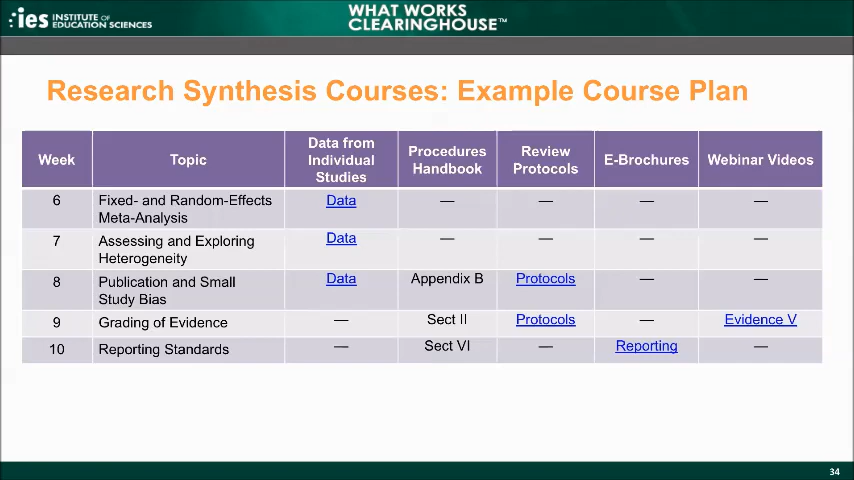 ies INSTITUTE OF EDUCATION SCIENCES
WHAT WORKS CLEARINGHOUSE™
Research Synthesis Courses: Example Course Plan
Week Topic Data from Individual Studies Procedures Handbook Review Protocols E-Brochures Webinar Videos
6 Fixed- and Random-Effects Meta-Analysis Data — — — —
7 Assessing and Exploring Heterogeneity Data — — — —
8 Publication and Small Study Bias Data Appendix B Protocols — —
9 Grading of Evidence — Sect II Protocols — Evidence V
10 Reporting Standards — Sect VI — Reporting —
34